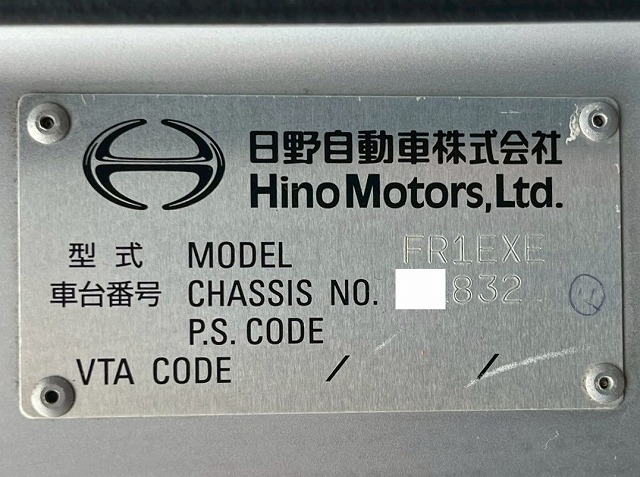 日野自動車株式会社
Hino Motors, Ltd.
型式 MODEL FR1EXE
車台番号 CHASSIS NO. 832
P.S. CODE
VTA CODE / /